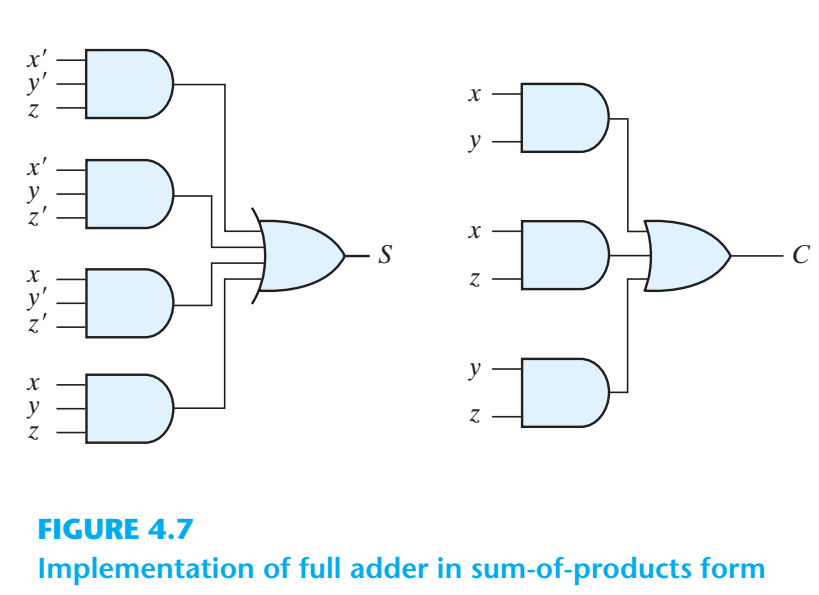 x′
y′
z
x′
y
z′
x
y′
z′
x
y
z
S
x
y
x
z
y
z
C
FIGURE 4.7
Implementation of full adder in sum-of-products form